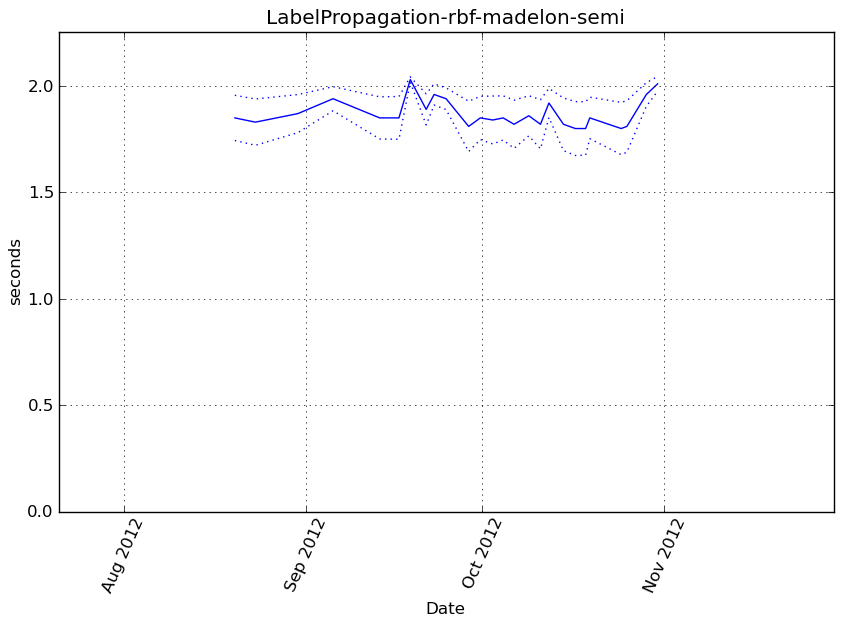 LabelPropagation-rbf-madelon-semi
2.0
1.5
1.0
0.5
0.0
seconds
Aug 2012
Sep 2012
Oct 2012
Nov 2012
Date